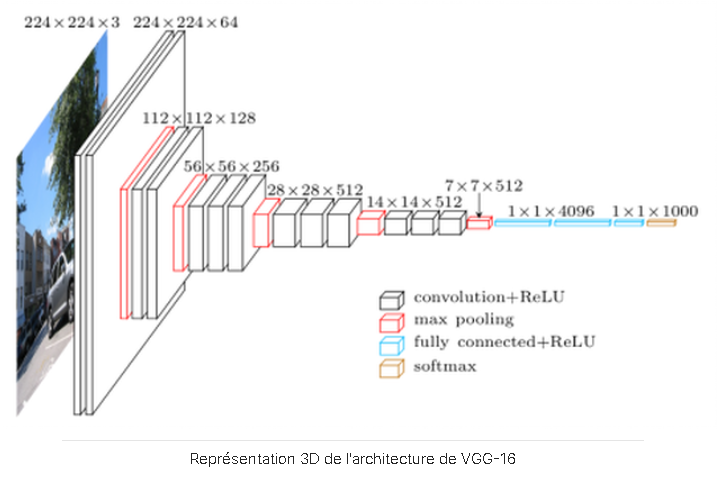 224×224×3 224×224×64
112×112×128
56×56×256
28×28×512
14×14×512
7×7×512
1×1×4096 1×1×1000
convolution+ReLU
max pooling
fully connected+ReLU
softmax
Représentation 3D de l'architecture de VGG-16